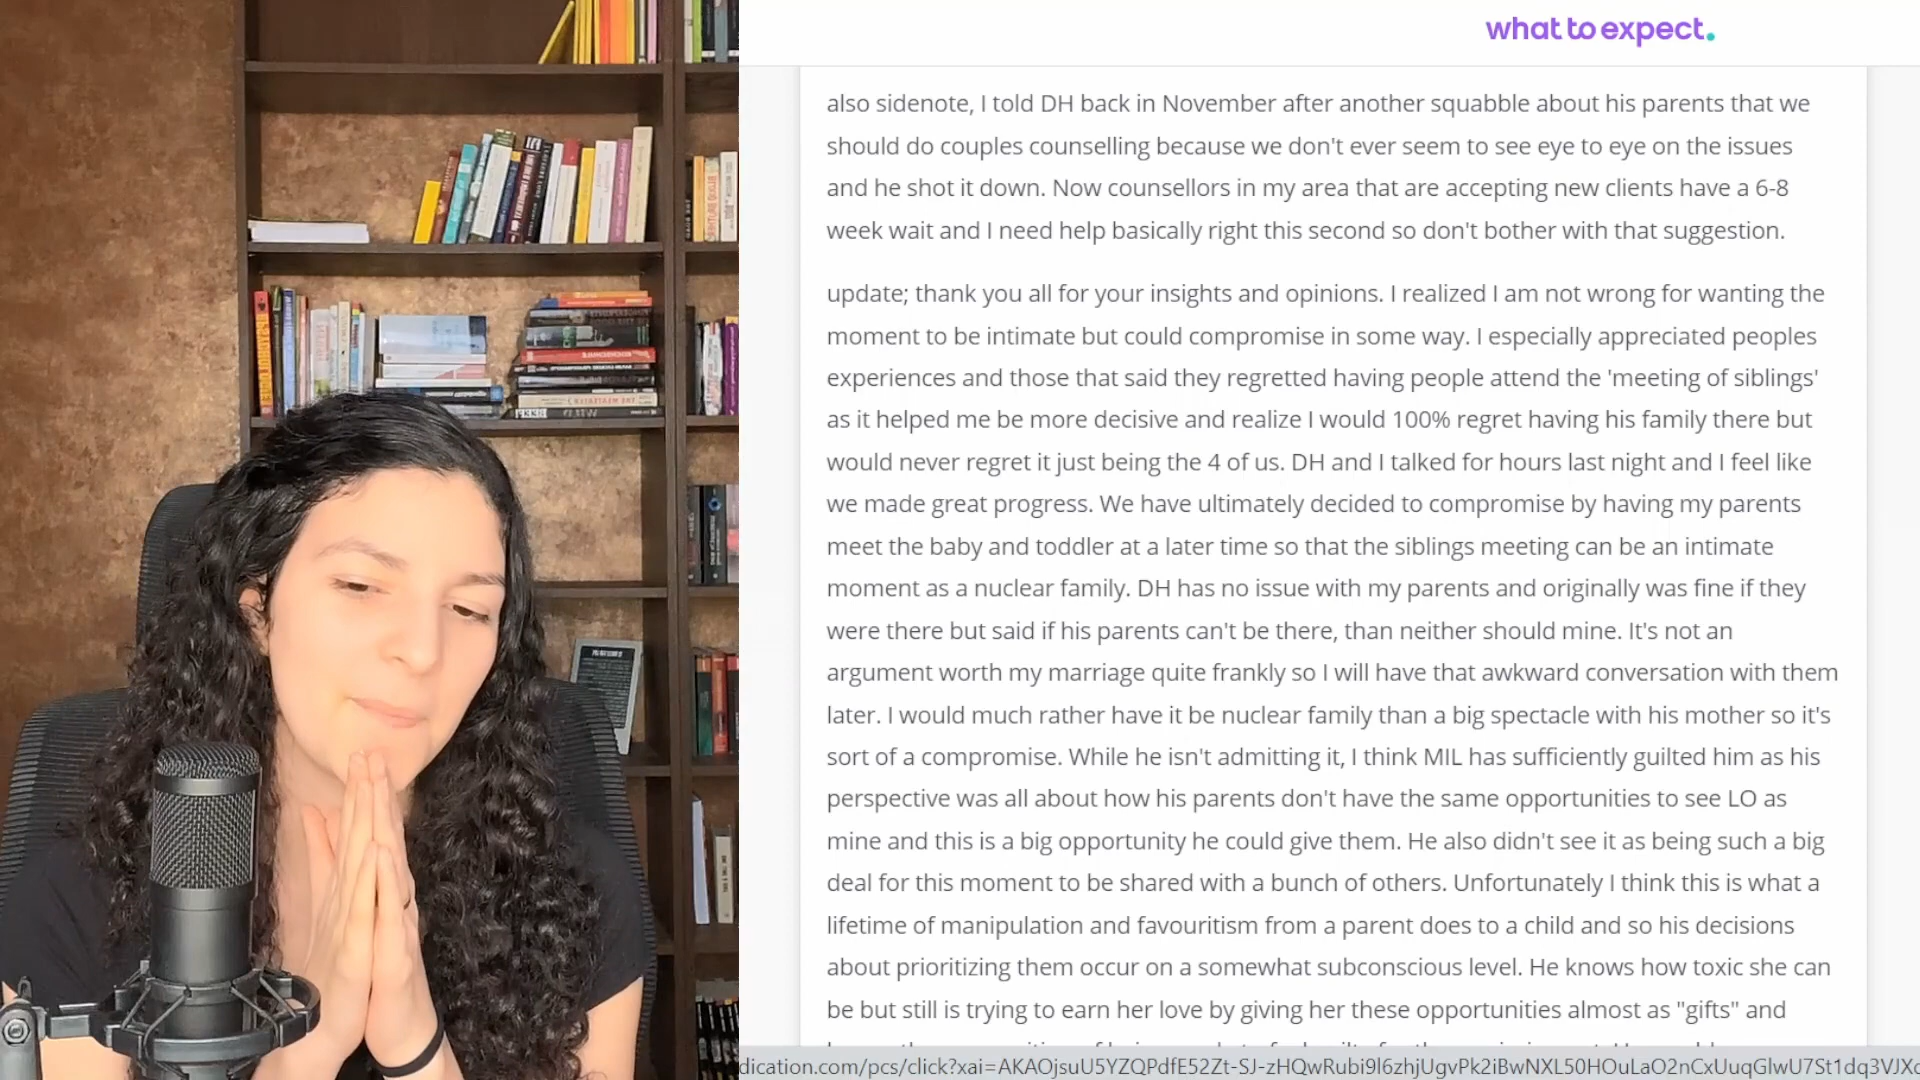 what to expect.
also sidenote, I told DH back in November after another squabble about his parents that we
should do couples counselling because we don't ever seem to see eye to eye on the issues
and he shot it down. Now counsellors in my area that are accepting new clients have a 6-8
week wait and I need help basically right this second so don't bother with that suggestion.
update; thank you all for your insights and opinions. I realized I am not wrong for wanting the
moment to be intimate but could compromise in some way. I especially appreciated peoples
experiences and those that said they regretted having people attend the 'meeting of siblings'
as it helped me be more decisive and realize I would 100% regret having his family there but
would never regret it just being the 4 of us. DH and I talked for hours last night and I feel like
we made great progress. We have ultimately decided to compromise by having my parents
meet the baby and toddler at a later time so that the siblings meeting can be an intimate
moment as a nuclear family. DH has no issue with my parents and originally was fine if they
were there but said if his parents can't be there, than neither should mine. It's not an
argument worth my marriage quite frankly so I will have that awkward conversation with them
later. I would much rather have it be nuclear family than a big spectacle with his mother so it's
sort of a compromise. While he isn't admitting it, I think MIL has sufficiently guilted him as his
perspective was all about how his parents don't have the same opportunities to see LO as
mine and this is a big opportunity he could give them. He also didn't see it as being such a big
deal for this moment to be shared with a bunch of others. Unfortunately I think this is what a
lifetime of manipulation and favouritism from a parent does to a child and so his decisions
about prioritizing them occur on a somewhat subconscious level. He knows how toxic she can
be but still is trying to earn her love by giving her these opportunities almost as "gifts" and
dication.com/pcs/click?xai=AKAOjsuU5YZQPdfE52Zt-SJ-zHQwRubi9l6zhjUgvPk2iBwNXL50HOuLaO2nCxUuqGlwU7St1dq3VJX